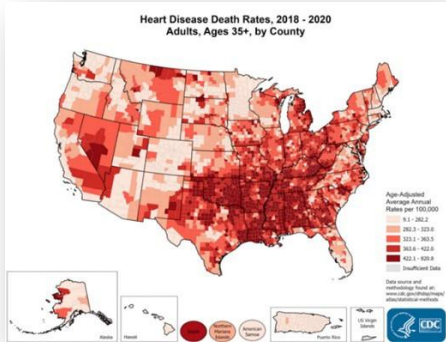 Heart Disease Death Rates, 2018 - 2020
Adults, Ages 35+, by County
Age-Adjusted
Average Annual
Rates per 100,000
9.1 - 282.2
282.3 - 323.0
323.1 - 363.5
363.6 - 422.0
422.1 - 920.8
Insufficient Data
Data source and
methodology found at:
www.cdc.gov/dhdsp/maps/
atlas/statistical-methods
Alaska
Hawaii
Northern
Mariana
Islands
American
Samoa
Puerto Rico
US Virgin
Islands
CDC